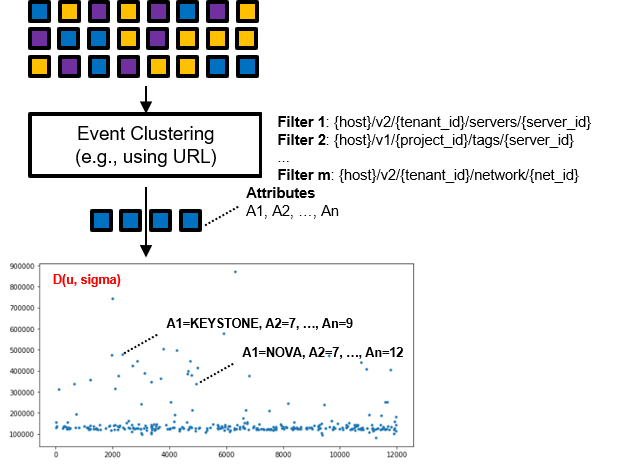 Event Clustering
(e.g., using URL)
Filter 1: {host}/v2/{tenant_id}/servers/{server_id}
Filter 2: {host}/v1/{project_id}/tags/{server_id}
...
Filter m: {host}/v2/{tenant_id}/network/{net_id}
Attributes
A1, A2, ..., An
D(u, sigma)
A1=KEYSTONE, A2=7, ..., An=9
A1=NOVA, A2=7, ..., An=12
900000
800000
700000
600000
500000
400000
300000
200000
100000
0
2000
4000
6000
8000
10000
12000